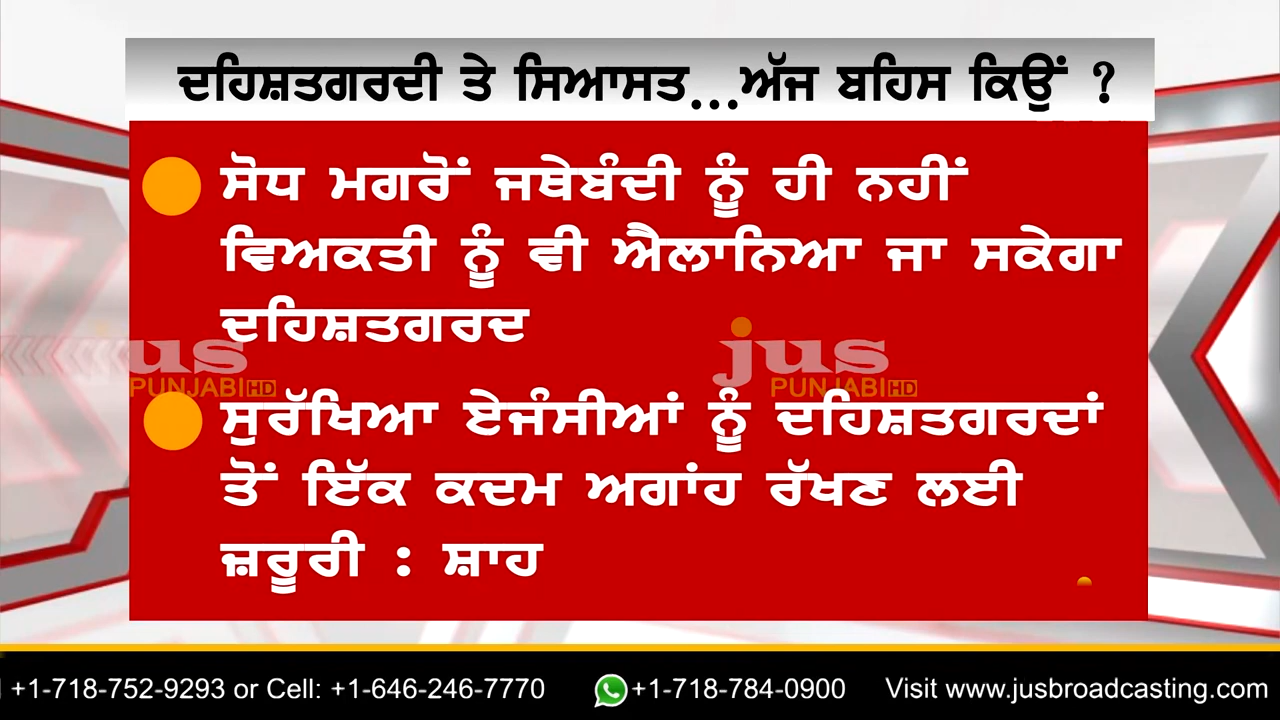 ਦਹਿਸ਼ਤਗਰਦੀ ਤੇ ਸਿਆਸਤ...ਅੱਜ ਬਹਿਸ ਕਿਉਂ ?
ਸੋਧ ਮਗਰੋਂ ਜਥੇਬੰਦੀ ਨੂੰ ਹੀ ਨਹੀਂ
ਵਿਅਕਤੀ ਨੂੰ ਵੀ ਐਲਾਨਿਆ ਜਾ ਸਕੇਗਾ
ਦਹਿਸ਼ਤਗਰਦ
jus
PUNJABI HD
jus
PUNJABI HD
ਸੁਰੱਖਿਆ ਏਜੰਸੀਆਂ ਨੂੰ ਦਹਿਸ਼ਤਗਰਦਾਂ
ਤੋਂ ਇੱਕ ਕਦਮ ਅਗਾਂਹ ਰੱਖਣ ਲਈ
ਜ਼ਰੂਰੀ : ਸ਼ਾਹ
+1-718-752-9293 or Cell: +1-646-246-7770 +1-718-784-0900 Visit www.jusbroadcasting.com